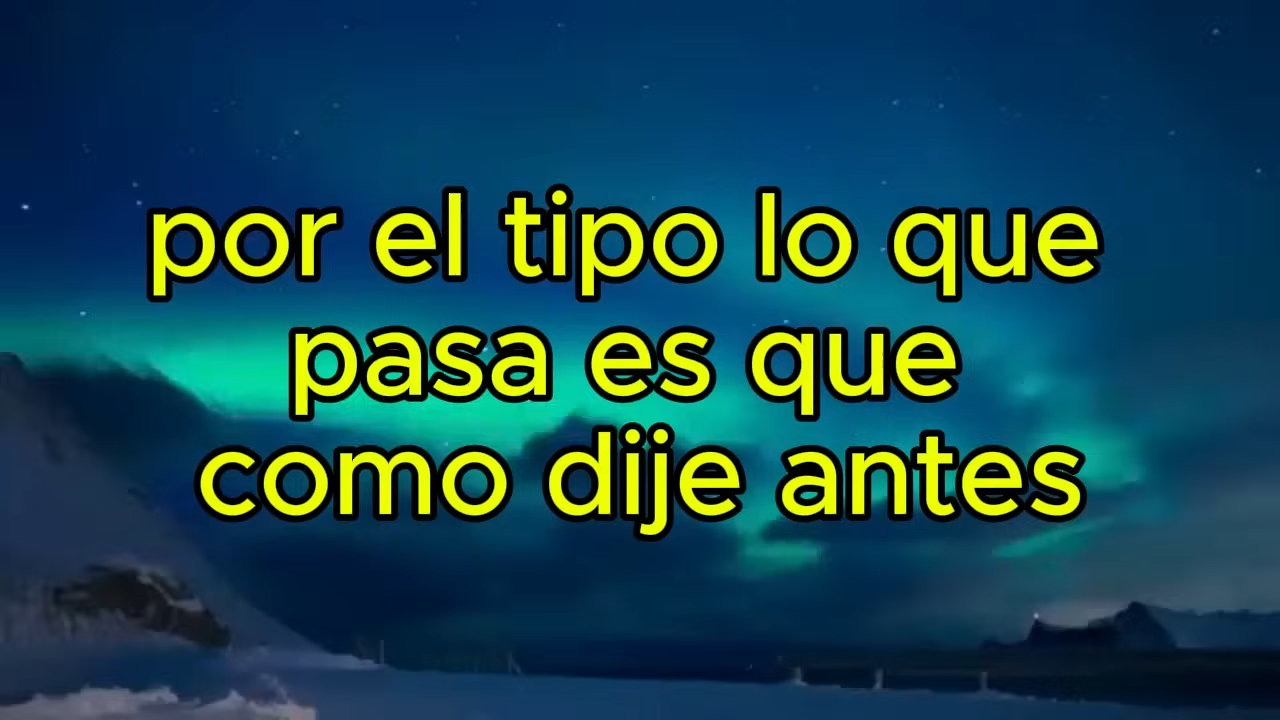 por el tipo lo que
pasa es que
como dije antes